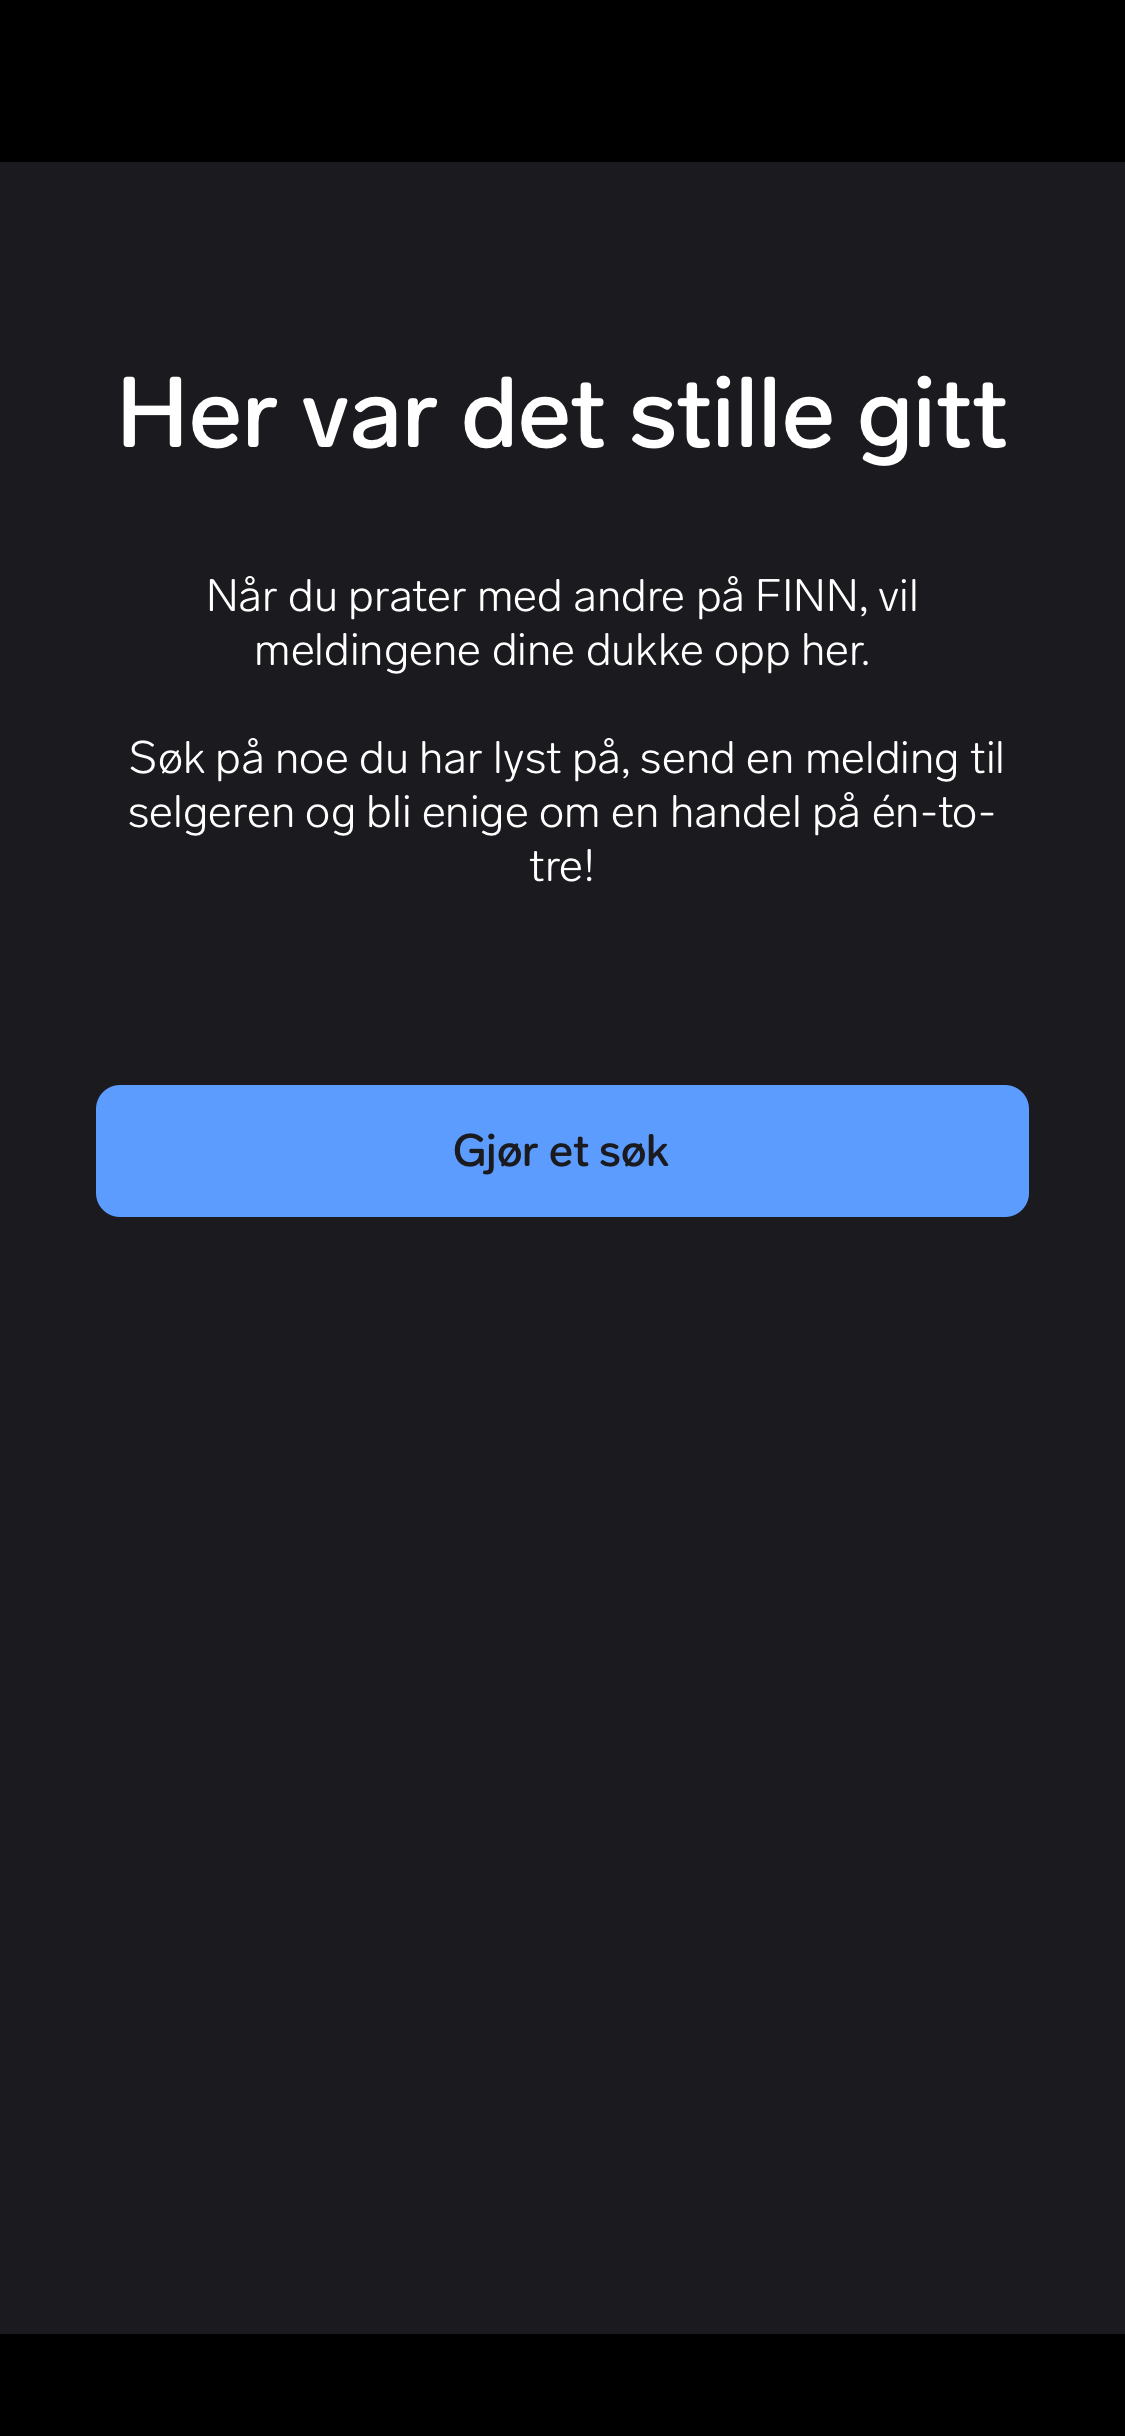 Her var det stille gitt
Når du prater med andre på FINN, vil
meldingene dine dukke opp her.
Søk på noe du har lyst på, send en melding til
selgeren og bli enige om en handel på én-to-
tre!
Gjør et søk